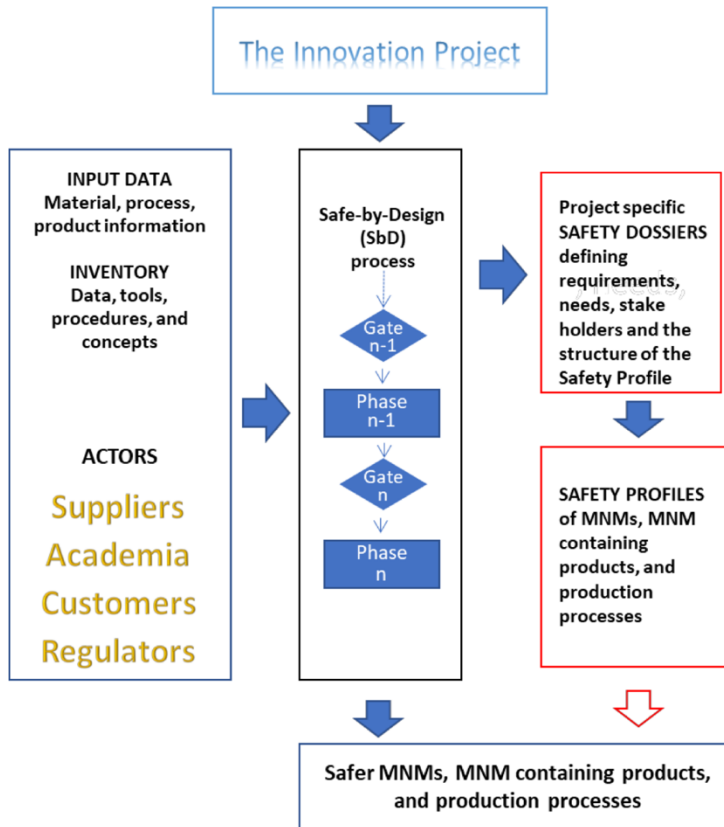 The Innovation Project
INPUT DATA
Material, process,
product information
INVENTORY
Data, tools,
procedures, and
concepts
ACTORS
Suppliers
Academia
Customers
Regulators
Safe-by-Design
(SbD)
process
Gate
n-1
Phase
n-1
Gate
n
Phase
n
Project specific
SAFETY DOSSIERS
defining
requirements,
needs, stake
holders and the
structure of the
Safety Profile
SAFETY PROFILES
of MNMs, MNM
containing
products, and
production
processes
Safer MNMs, MNM containing products,
and production processes